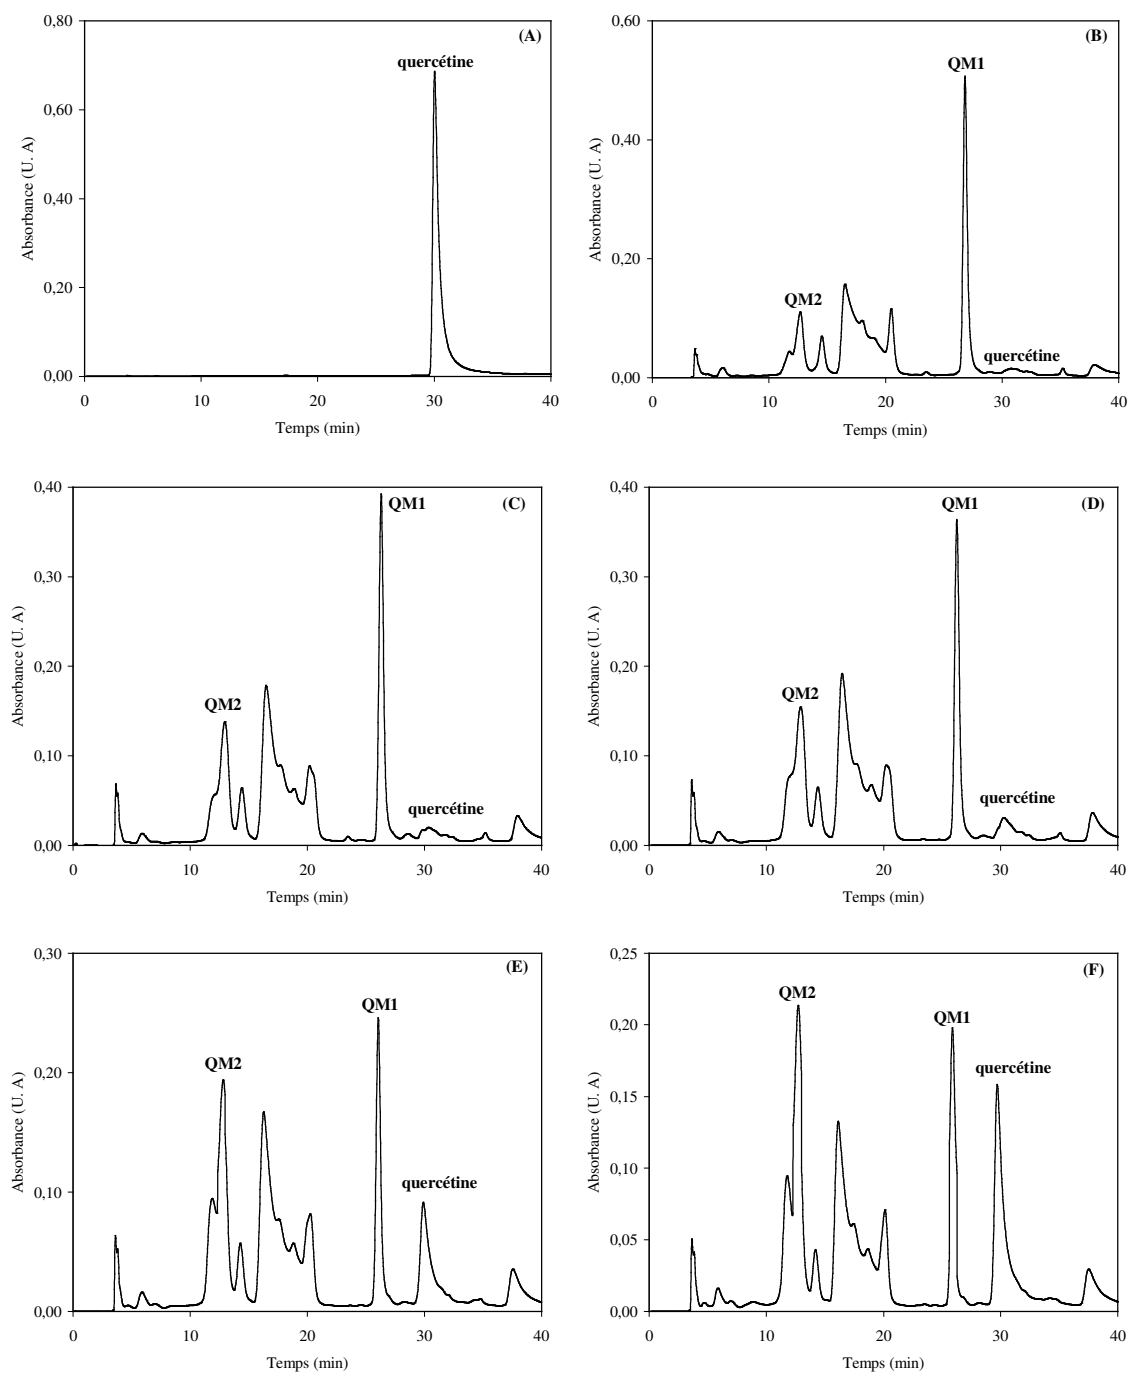 (A)
quercétine
0,80
0,60
0,40
0,20
0,00
0 10 20 30 40
Absorbance (U. A)
Temps (min)
(B)
QM1
QM2
quercétine
0,60
0,40
0,20
0,00
0 10 20 30 40
Absorbance (U. A)
Temps (min)
(C)
QM1
QM2
quercétine
0,40
0,30
0,20
0,10
0,00
0 10 20 30 40
Absorbance (U. A)
Temps (min)
(D)
QM1
QM2
quercétine
0,40
0,30
0,20
0,10
0,00
0 10 20 30 40
Absorbance (U. A)
Temps (min)
(E)
QM1
QM2
quercétine
0,30
0,20
0,10
0,00
0 10 20 30 40
Absorbance (U. A)
Temps (min)
(F)
QM2
QM1
quercétine
0,25
0,20
0,15
0,10
0,05
0,00
0 10 20 30 40
Absorbance (U. A)
Temps (min)